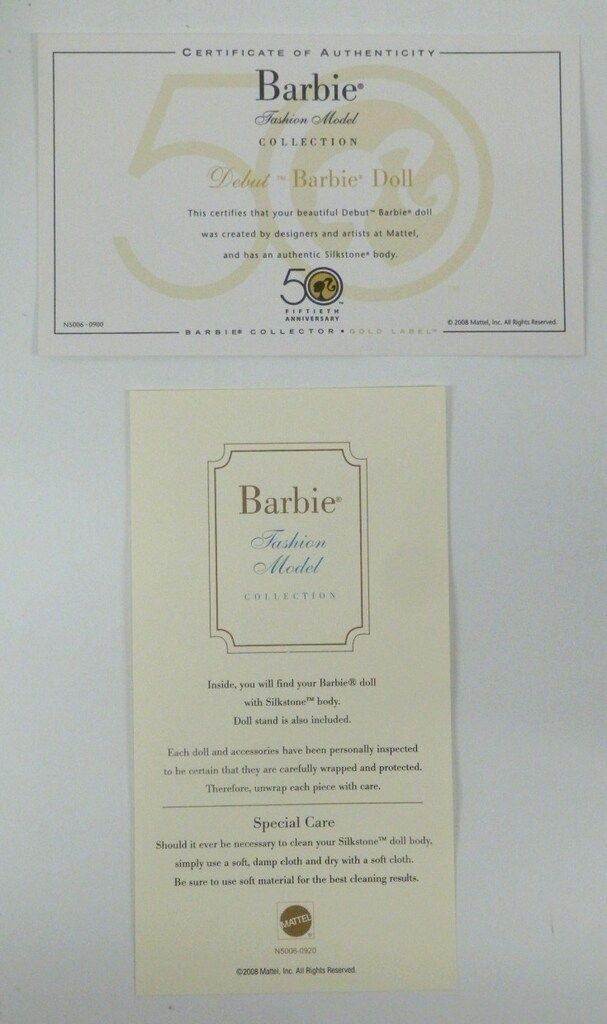 CERTIFICATE OF AUTHENTICITY
Barbie®
Fashion Model
COLLECTION
Debut™ Barbie® Doll
This certifies that your beautiful Debut™ Barbie® doll
was created by designers and artists at Mattel,
and has an authentic Silkstone® body.
50
FIFTIETH
ANNIVERSARY
N5006-0900
© 2008 Mattel, Inc. All Rights Reserved.
BARBIE® COLLECTOR • GOLD LABEL™
Barbie®
Fashion
Model
COLLECTION
Inside, you will find your Barbie® doll
with Silkstone™ body.
Doll stand is also included.
Each doll and accessories have been personally inspected
to be certain that they are carefully wrapped and protected.
Therefore, unwrap each piece with care.
Special Care
Should it ever be necessary to clean your Silkstone™ doll body,
simply use a soft, damp cloth and dry with a soft cloth.
Be sure to use soft material for the best cleaning results.
MATTEL
N5006-0920
©2008 Mattel, Inc. All Rights Reserved.